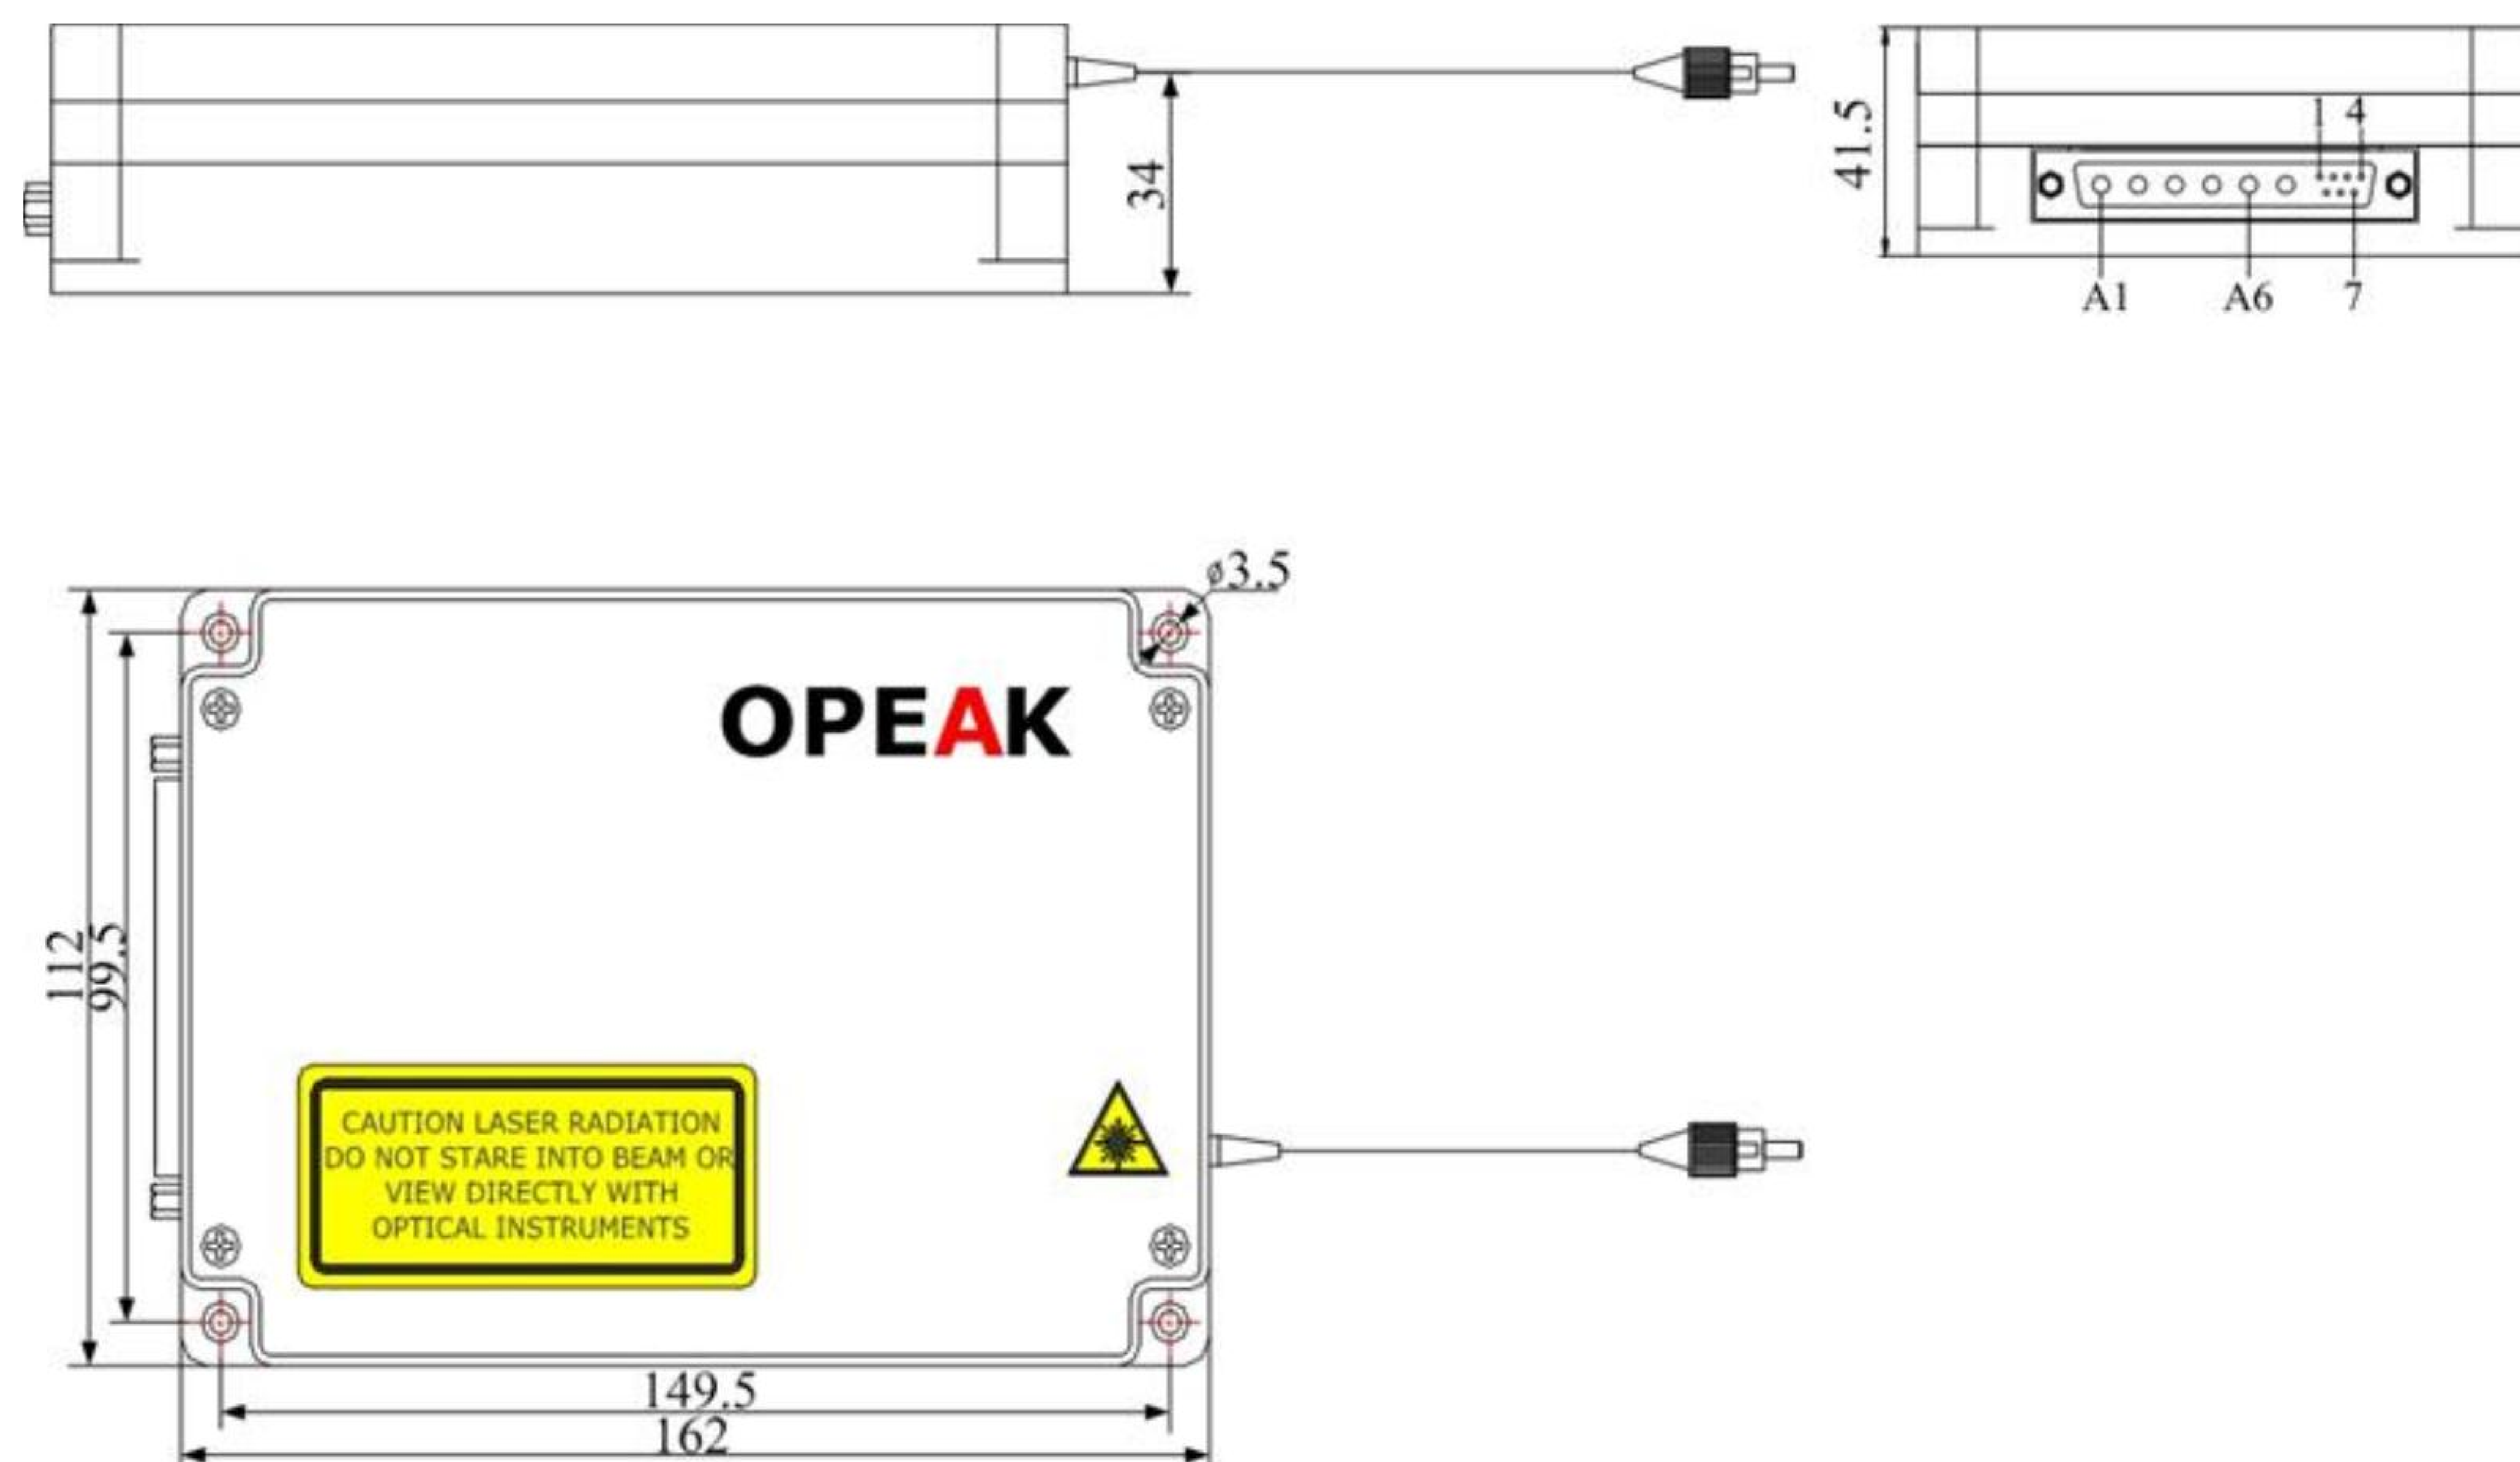 34
41.5
1 4
A1 A6 7
ø3.5
OPEAK
112
99.5
CAUTION LASER RADIATION
DO NOT STARE INTO BEAM OR
VIEW DIRECTLY WITH
OPTICAL INSTRUMENTS
149.5
162